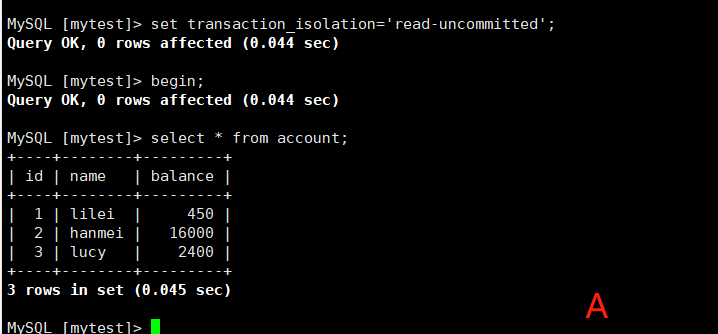 MySQL [mytest]> set transaction_isolation='read-uncommitted';
Query OK, 0 rows affected (0.044 sec)
MySQL [mytest]> begin;
Query OK, 0 rows affected (0.044 sec)
MySQL [mytest]> select * from account;
+----+--------+---------+
| id | name   | balance |
+----+--------+---------+
|  1 | lilei  |     450 |
|  2 | hanmei |   16000 |
|  3 | lucy   |    2400 |
+----+--------+---------+
3 rows in set (0.045 sec)
A
MySQL [mytest]>